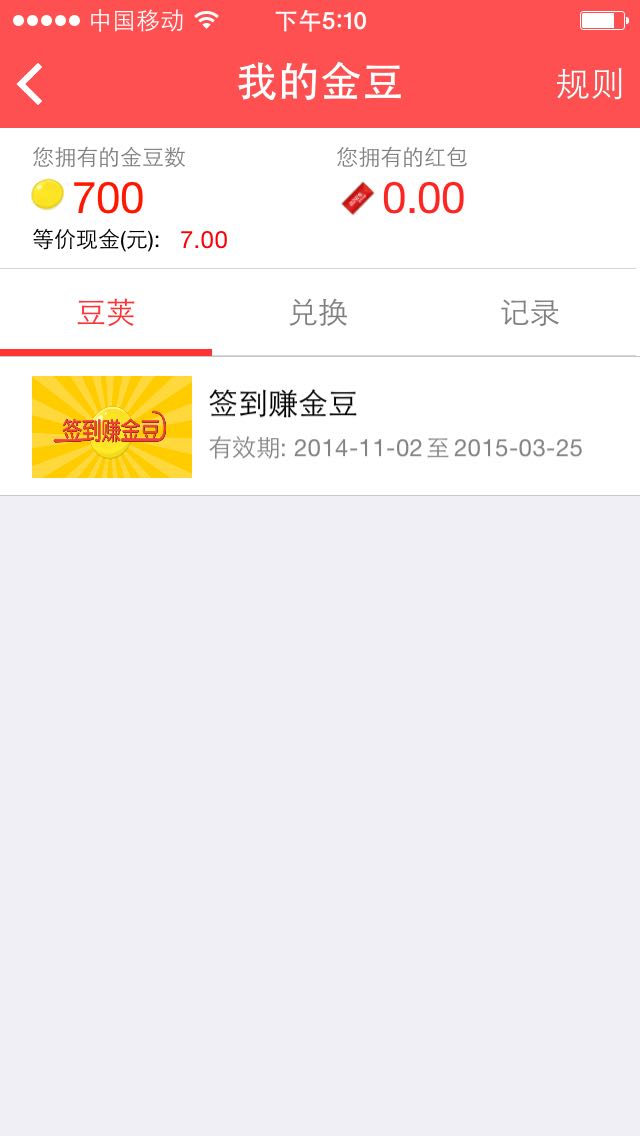 中国移动 下午5:10
我的金豆 规则
您拥有的金豆数 您拥有的红包
700 0.00
等价现金(元): 7.00
豆荚 兑换 记录
签到赚金豆
签到赚金豆
有效期: 2014-11-02 至 2015-03-25